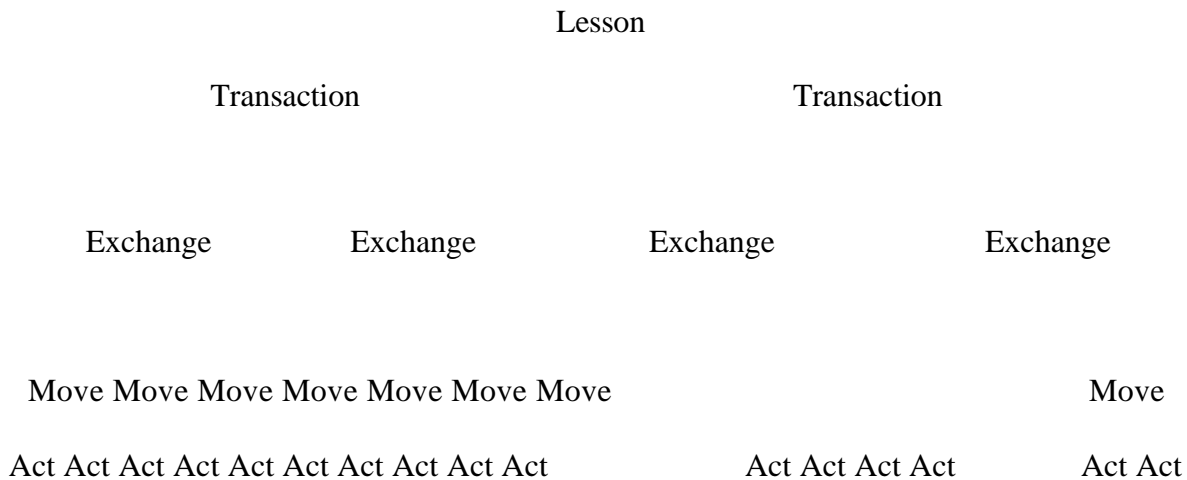 Lesson
Transaction Transaction
Exchange Exchange Exchange Exchange
Move Move Move Move Move Move Move Move
Act Act Act Act Act Act Act Act Act Act Act Act Act Act Act Act